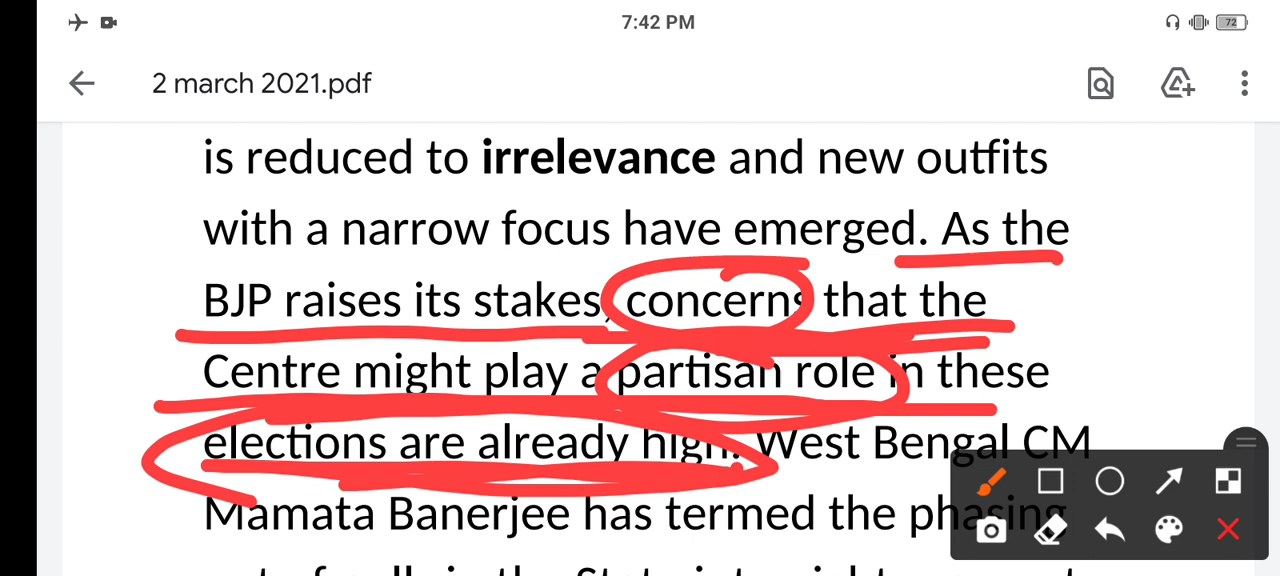 7:42 PM
72
2 march 2021.pdf
is reduced to irrelevance and new outfits
with a narrow focus have emerged. As the
BJP raises its stakes, concerns that the
Centre might play a partisan role in these
elections are already high. West Bengal CM
Mamata Banerjee has termed the phasing